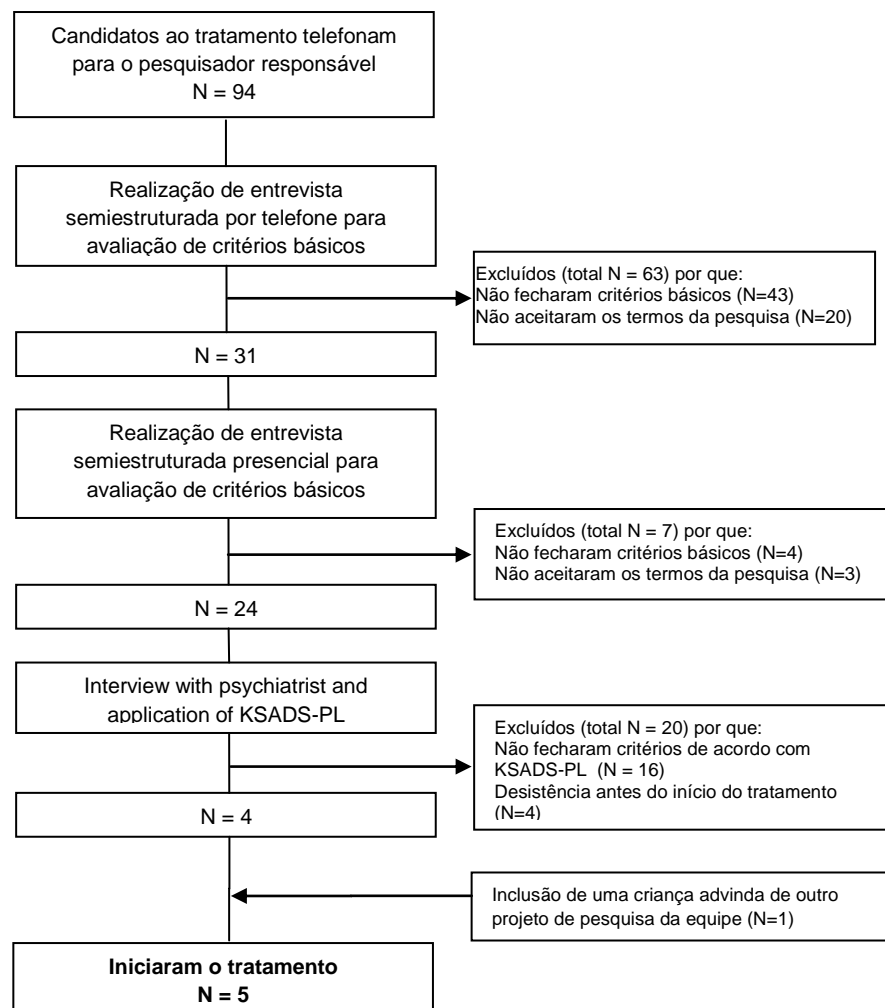 Candidatos ao tratamento telefonam
para o pesquisador responsável
N = 94
Realização de entrevista
semiestruturada por telefone para
avaliação de critérios básicos
Excluídos (total N = 63) por que:
Não fecharam critérios básicos (N=43)
Não aceitaram os termos da pesquisa (N=20)
N = 31
Realização de entrevista
semiestruturada presencial para
avaliação de critérios básicos
Excluídos (total N = 7) por que:
Não fecharam critérios básicos (N=4)
Não aceitaram os termos da pesquisa (N=3)
N = 24
Interview with psychiatrist and
application of KSADS-PL
Excluídos (total N = 20) por que:
Não fecharam critérios de acordo com
KSADS-PL (N = 16)
Desistência antes do início do tratamento
(N=4)
N = 4
Inclusão de uma criança advinda de outro
projeto de pesquisa da equipe (N=1)
Iniciaram o tratamento
N = 5